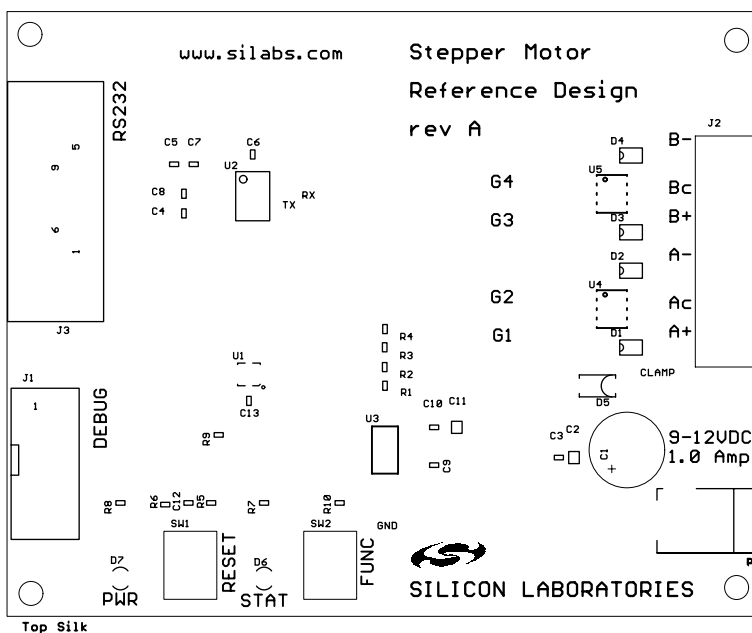 www.silabs.com
Stepper Motor
Reference Design
rev A
RS232
5
9
6
1
J3
C5 C7
C6
U2
C8
C4
TX
RX
J2
D4
B-
U5
G4
Bc
G3
B+
D3
D2
A-
U4
G2
Ac
G1
D1
A+
CLAMP
D5
R4
R3
R2
R1
U1
C13
J1
1
DEBUG
R9
U3
C10 C11
C9
C3 C2
C1
+
9-12VDC
1.0 Amp
R8
R6
C12
R5
R7
R10
SW1
RESET
SW2
FUNC
GND
D7
PWR
D6
STAT
SILICON LABORATORIES
Top Silk